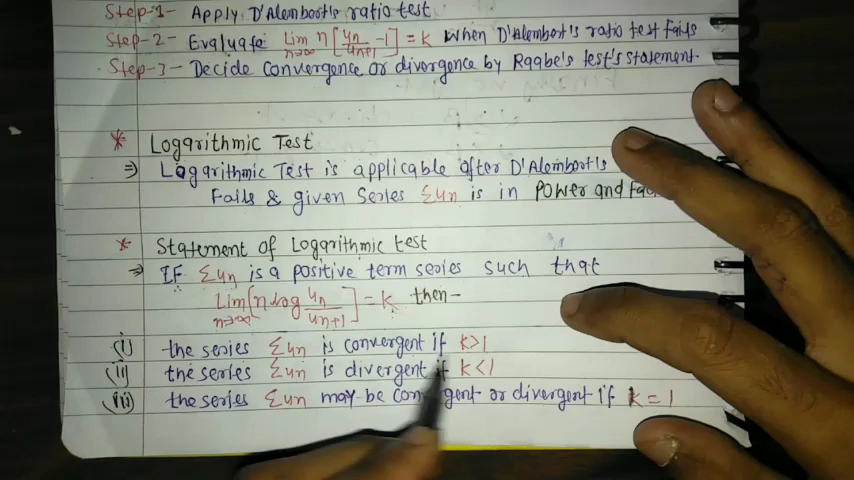 Step-1- Apply D'Alembort's ratio test
Step-2- Evaluate Lim n→∞ n[un/un+1 -1] = k when D'Alembort's ratio test Fails
Step-3- Decide convergence or divergence by Raabe's test's statement.
* Logarithmic Test
⇒ Logarithmic Test is applicable after D'Alembort's
Fails & given Series Σun is in Power and
* Statement of Logarithmic test
⇒ IF Σun is a positive term series such that
Lim n→∞ [n log un/un+1] = k then-
(i) the series Σun is convergent if k>1
(ii) the series Σun is divergent if k<1
(iii) the series Σun may be convergent or divergent if k = 1